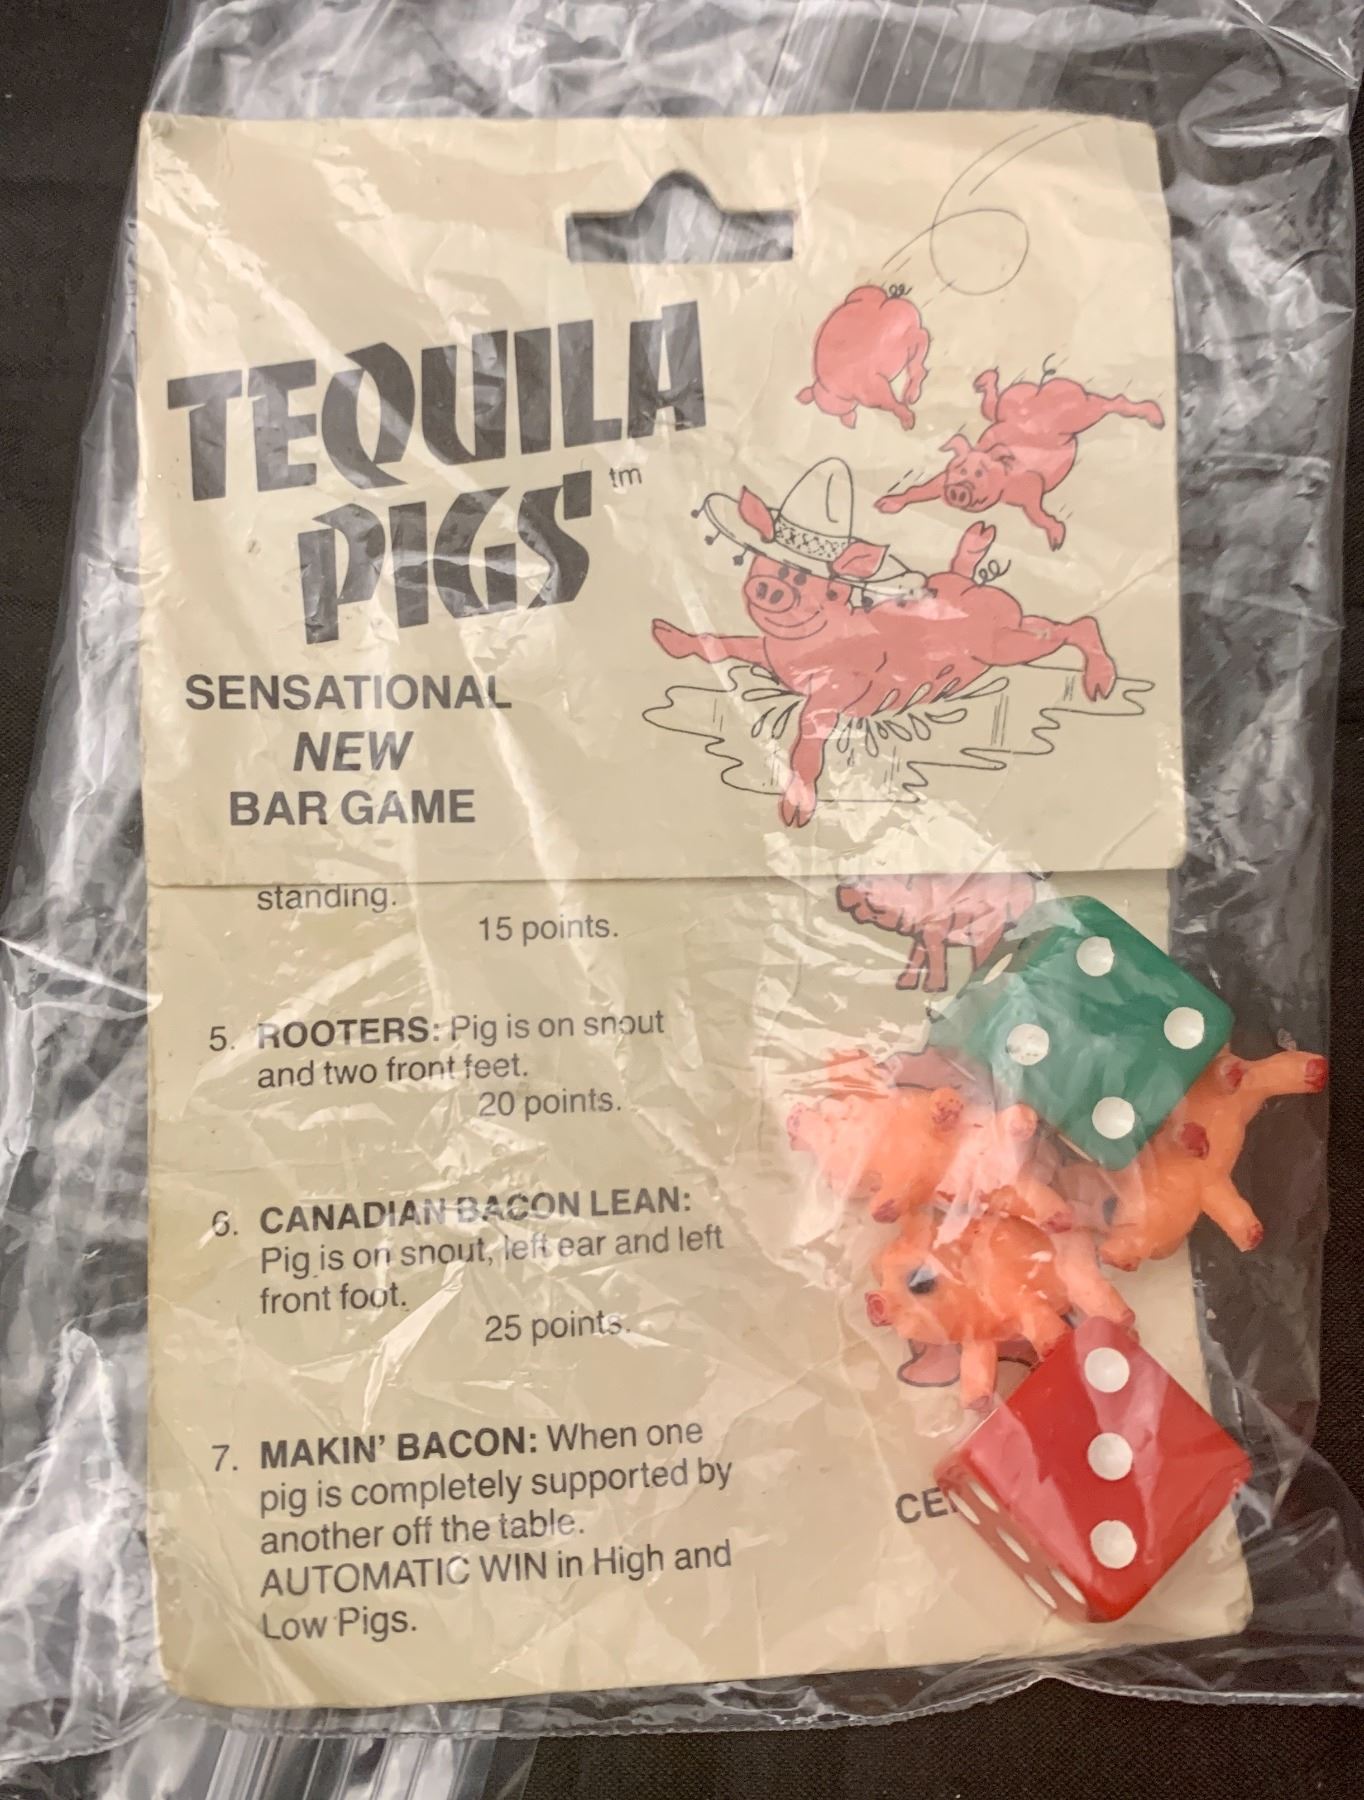 TEQUILA
PIGS tm
SENSATIONAL
NEW
BAR GAME
standing.
15 points.
5. ROOTERS: Pig is on snout
and two front feet.
20 points.
6. CANADIAN BACON LEAN:
Pig is on snout, left ear and left
front foot.
25 points.
7. MAKIN' BACON: When one
pig is completely supported by
another off the table.
AUTOMATIC WIN in High and
Low Pigs.